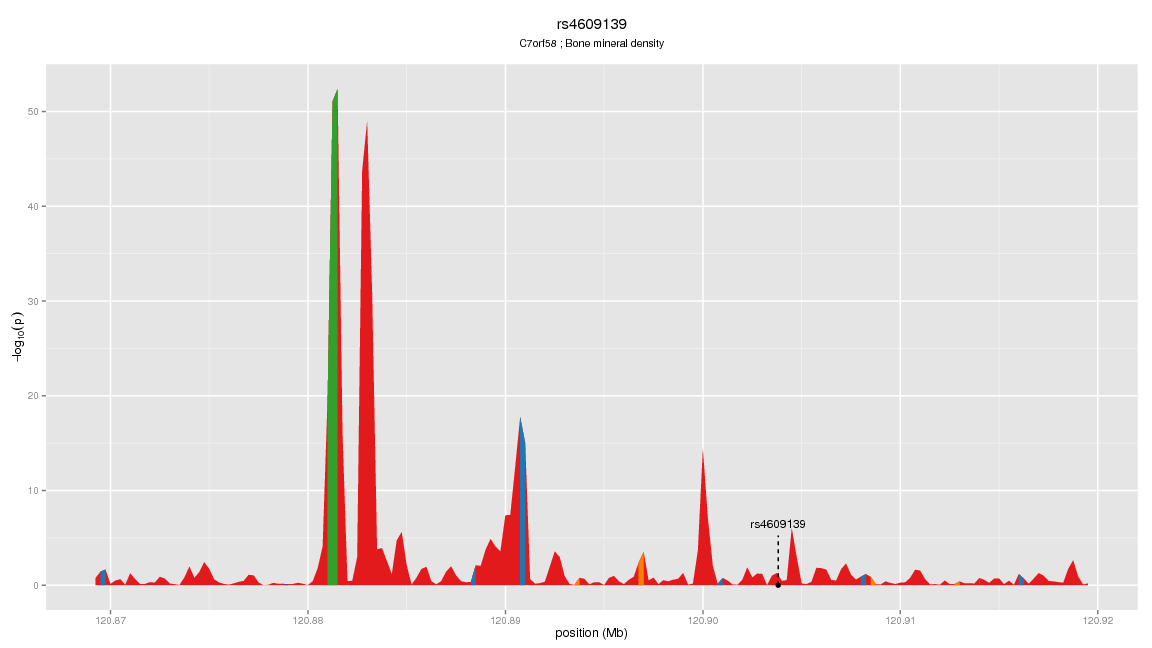 rs4609139
C7orf58 ; Bone mineral density
50
40
30
20
10
0
−log10(p)
rs4609139
120.87
120.88
120.89
120.90
120.91
120.92
position (Mb)